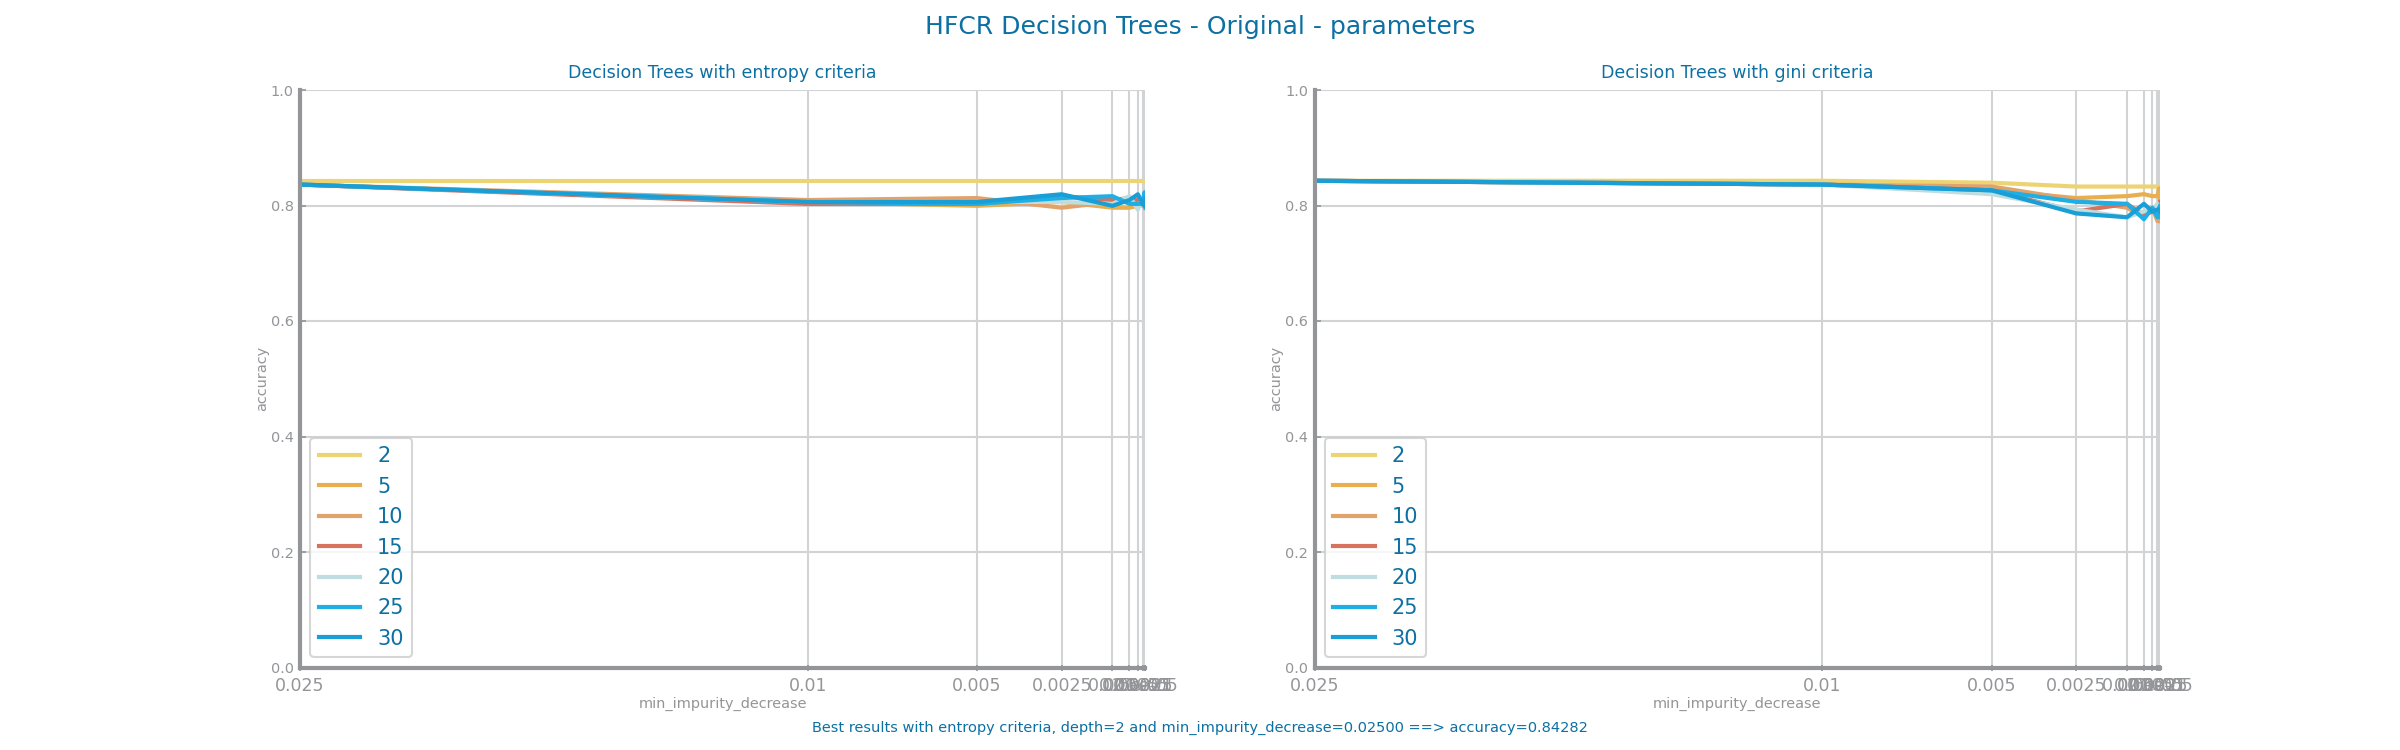 HFCR Decision Trees - Original - parameters
Decision Trees with entropy criteria
1.0
0.8
0.6
0.4
0.2
0.0
accuracy
2
5
10
15
20
25
30
0.025 0.01 0.005 0.0025
min_impurity_decrease
Decision Trees with gini criteria
1.0
0.8
0.6
0.4
0.2
0.0
accuracy
2
5
10
15
20
25
30
0.025 0.01 0.005 0.0025
min_impurity_decrease
Best results with entropy criteria, depth=2 and min_impurity_decrease=0.02500 ==> accuracy=0.84282